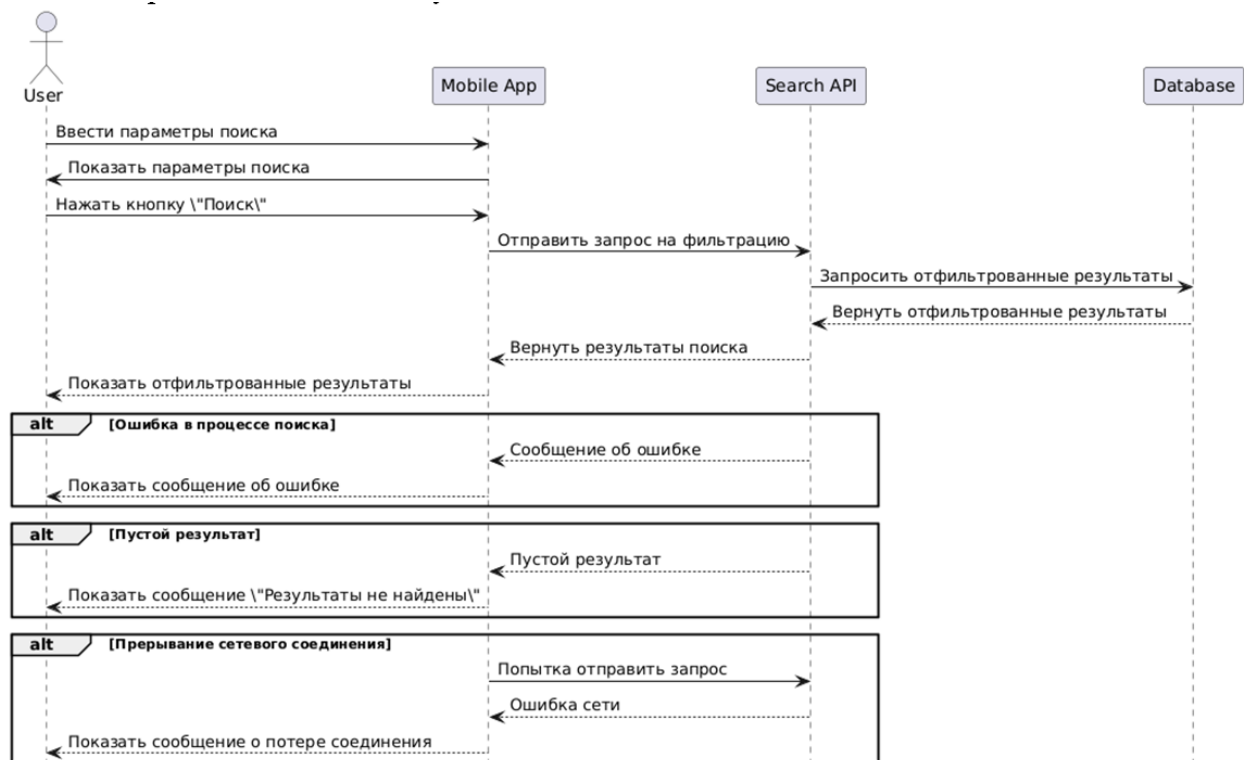 User
Mobile App
Search API
Database
Ввести параметры поиска
Показать параметры поиска
Нажать кнопку \"Поиск\"
Отправить запрос на фильтрацию
Запросить отфильтрованные результаты
Вернуть отфильтрованные результаты
Вернуть результаты поиска
Показать отфильтрованные результаты
alt [Ошибка в процессе поиска]
Сообщение об ошибке
Показать сообщение об ошибке
alt [Пустой результат]
Пустой результат
Показать сообщение \"Результаты не найдены\"
alt [Прерывание сетевого соединения]
Попытка отправить запрос
Ошибка сети
Показать сообщение о потере соединения